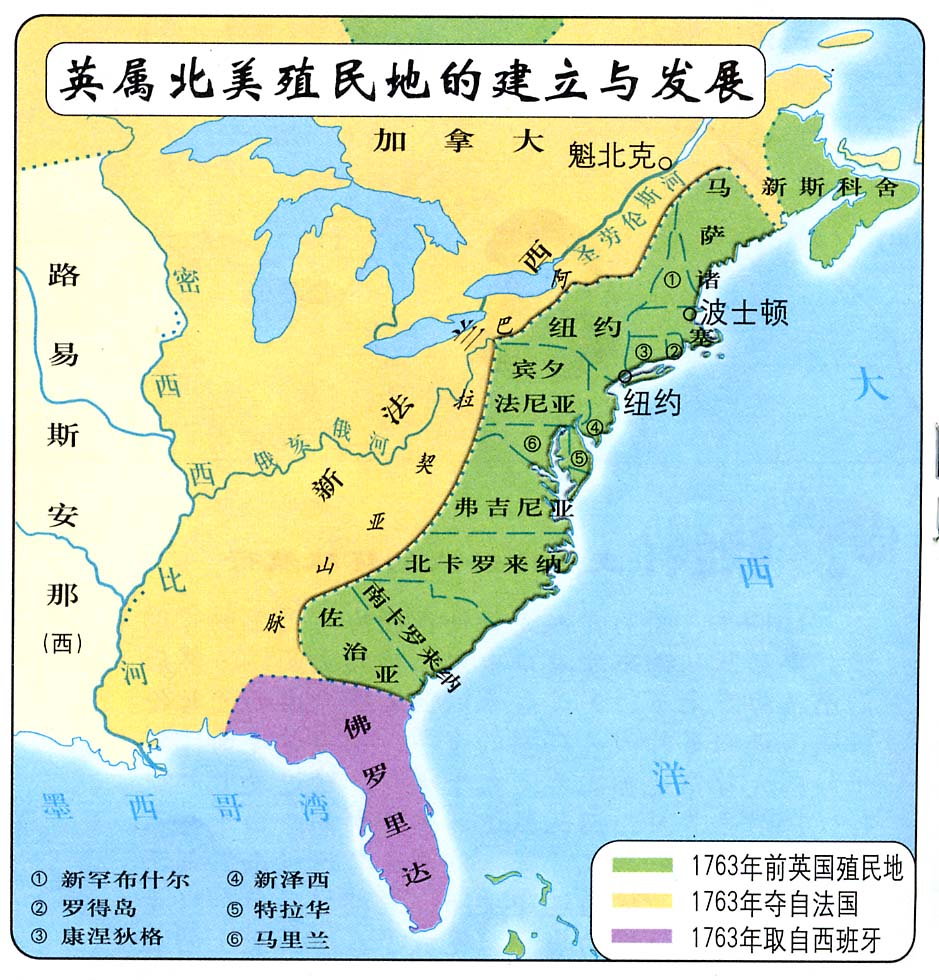 英属北美殖民地的建立与发展
加拿大
魁北克
新斯科舍
圣劳伦斯河
马萨诸塞
①
波士顿
③ ②
纽约
纽约
宾夕
法尼亚
④
⑤
⑥
弗吉尼亚
北卡罗来纳
南卡罗来纳
佐治亚
新法兰西
阿巴拉契亚山脉
俄亥俄河
密西西比河
路易斯安那
(西)
佛罗里达
大西洋
墨西哥湾
① 新罕布什尔
② 罗得岛
③ 康涅狄格
④ 新泽西
⑤ 特拉华
⑥ 马里兰
1763年前英国殖民地
1763年夺自法国
1763年取自西班牙